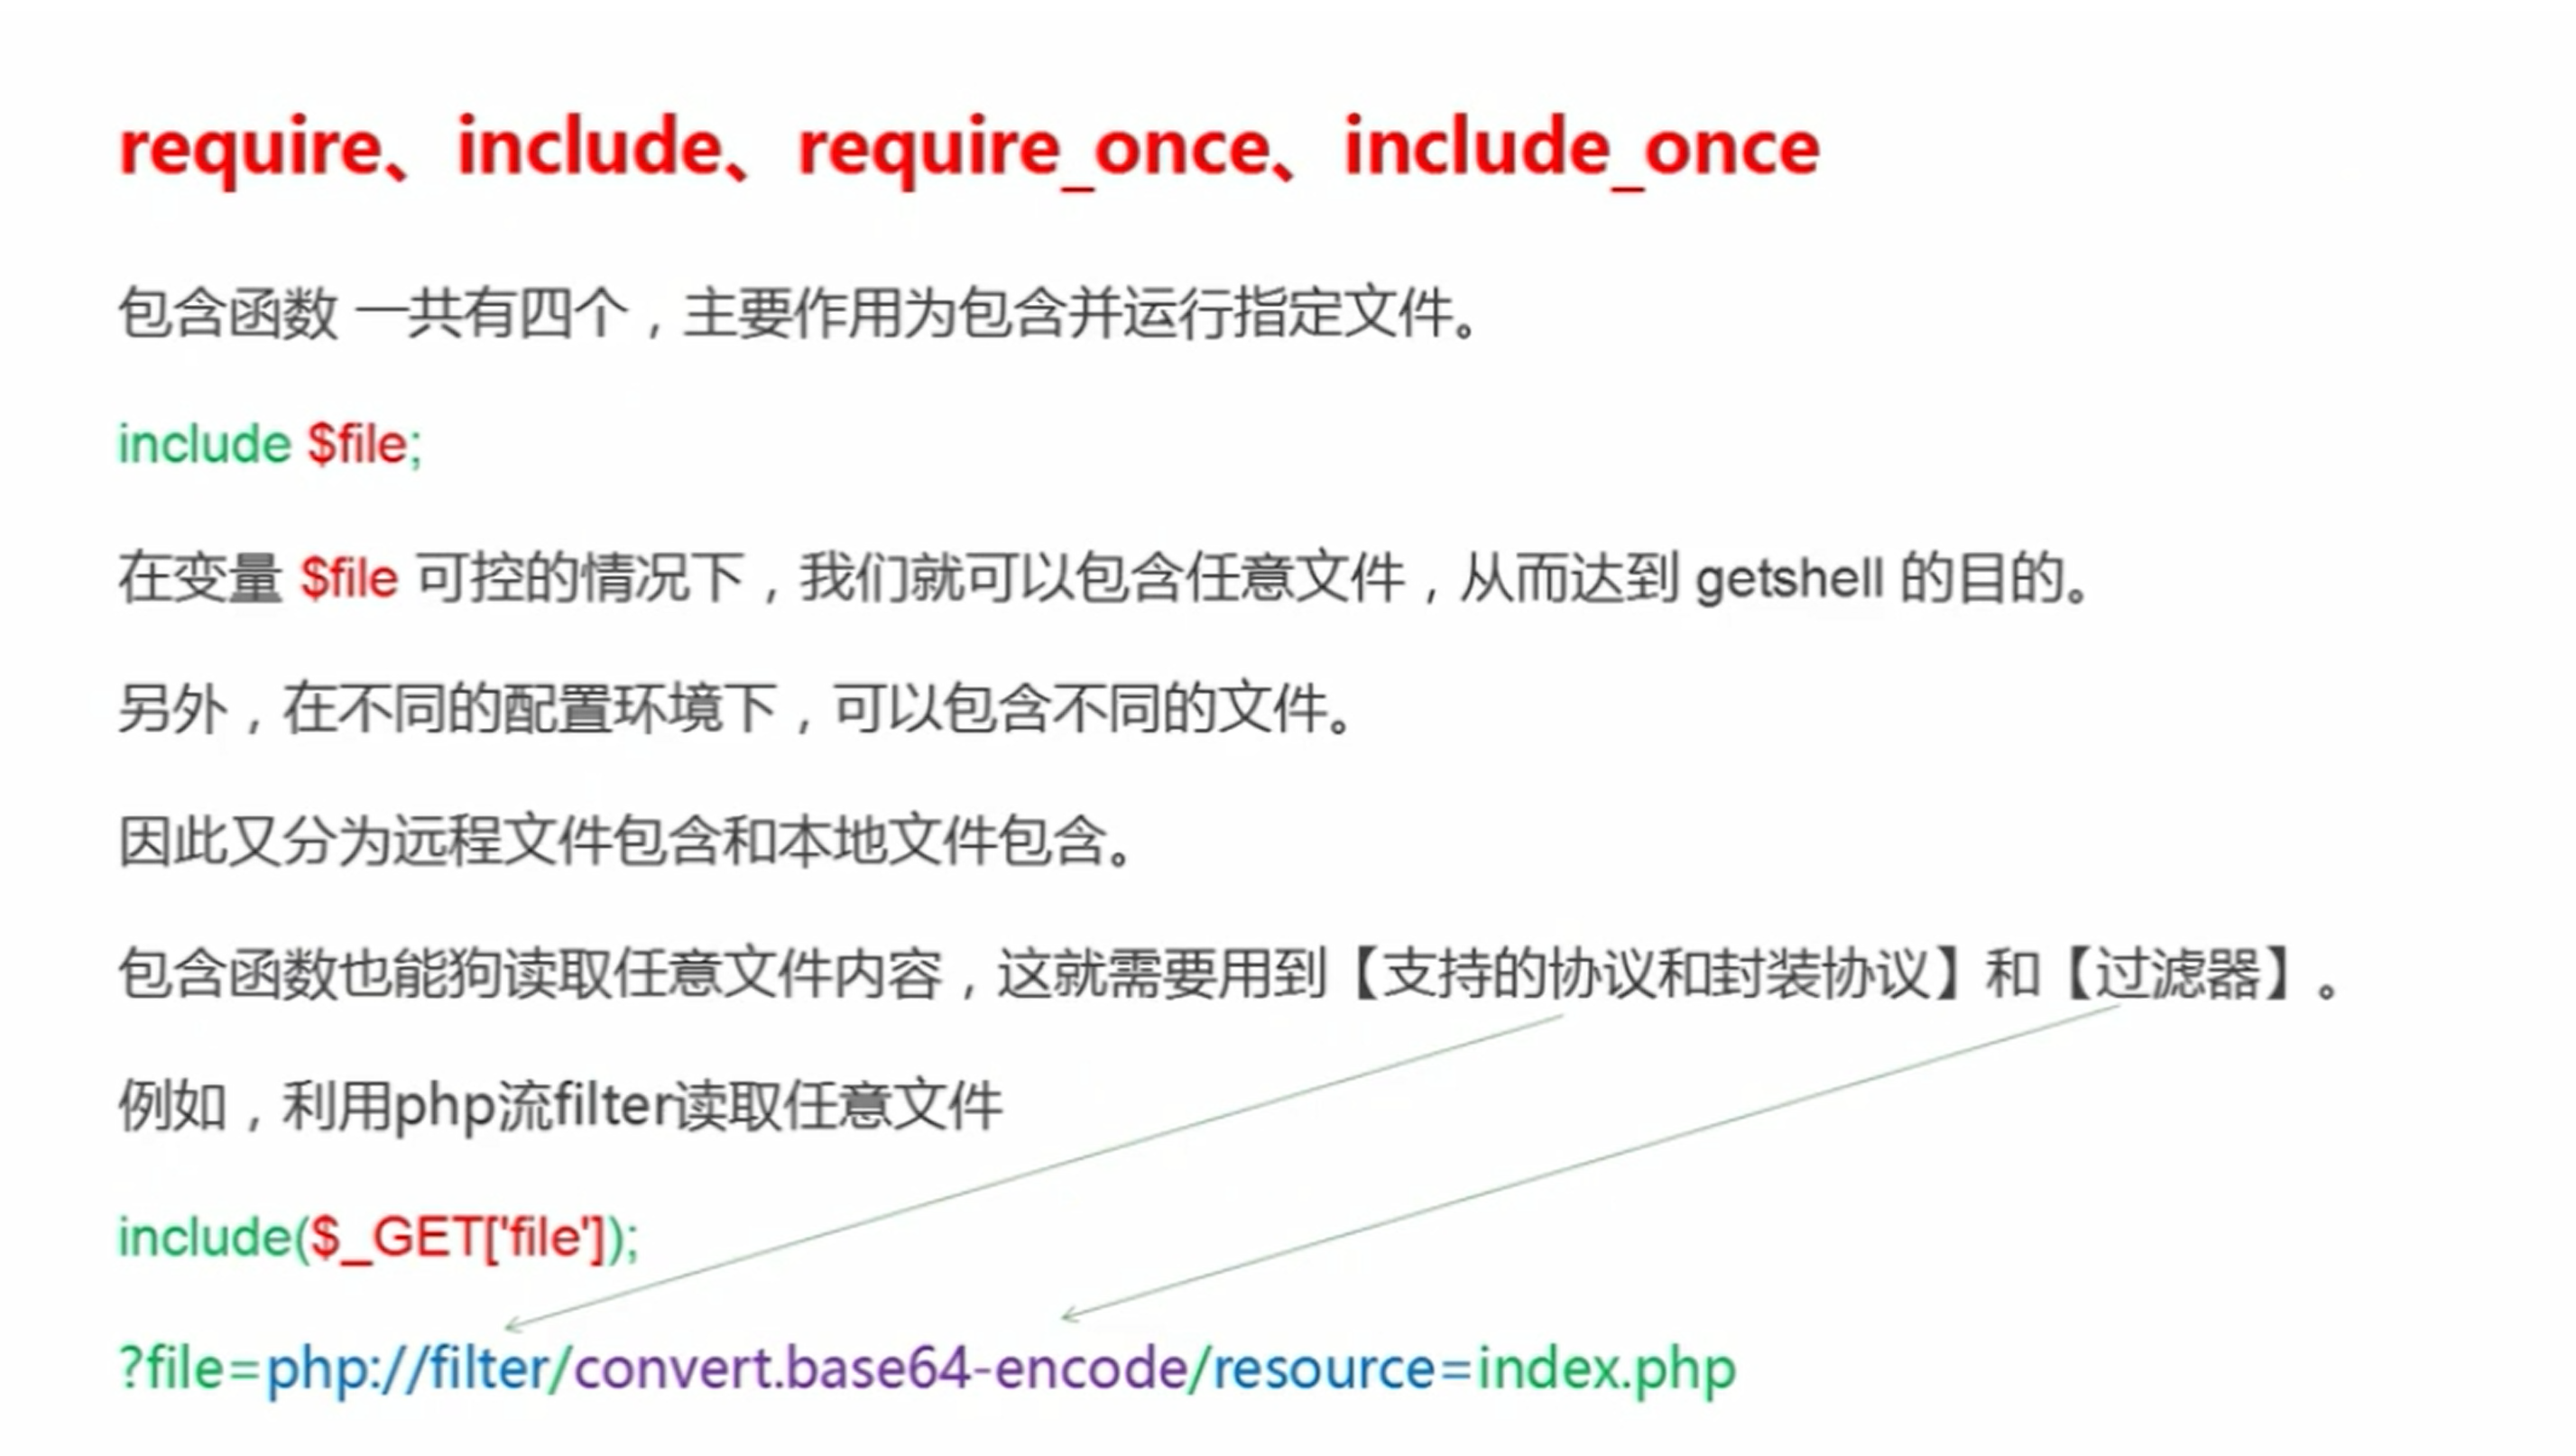 require、include、require_once、include_once
包含函数 一共有四个，主要作用为包含并运行指定文件。
include $file;
在变量 $file 可控的情况下，我们就可以包含任意文件，从而达到 getshell 的目的。
另外，在不同的配置环境下，可以包含不同的文件。
因此又分为远程文件包含和本地文件包含。
包含函数也能狗读取任意文件内容，这就需要用到【支持的协议和封装协议】和【过滤器】。
例如，利用php流filter读取任意文件
include($_GET['file']);
?file=php://filter/convert.base64-encode/resource=index.php